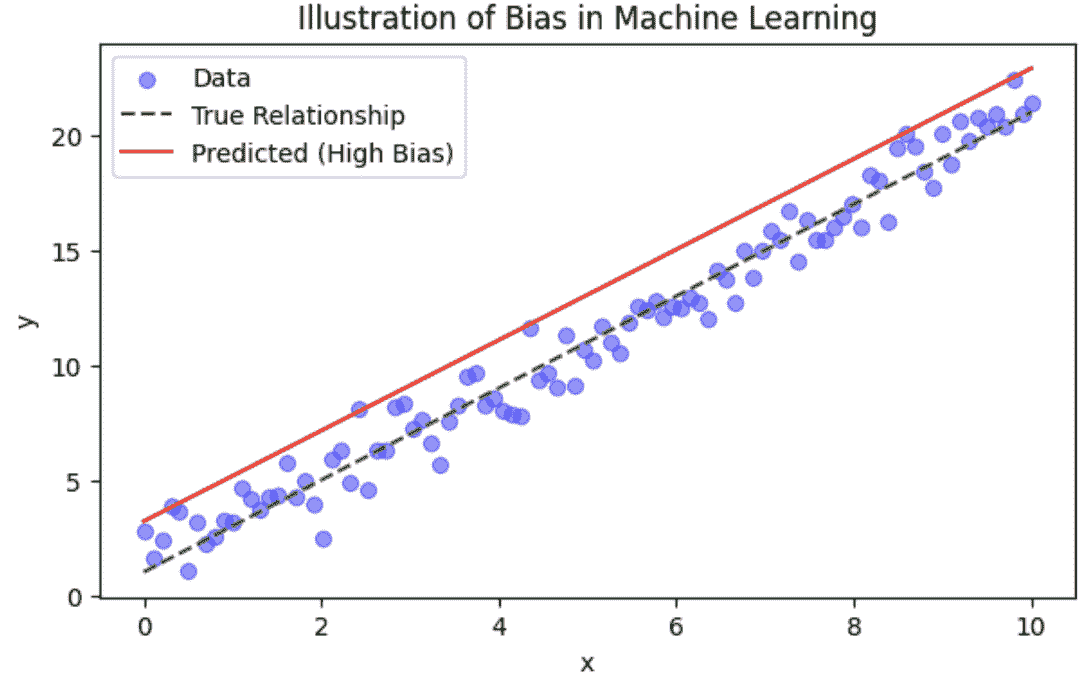 Illustration of Bias in Machine Learning
Data
True Relationship
Predicted (High Bias)
20
15
10
5
0
y
0 2 4 6 8 10
x